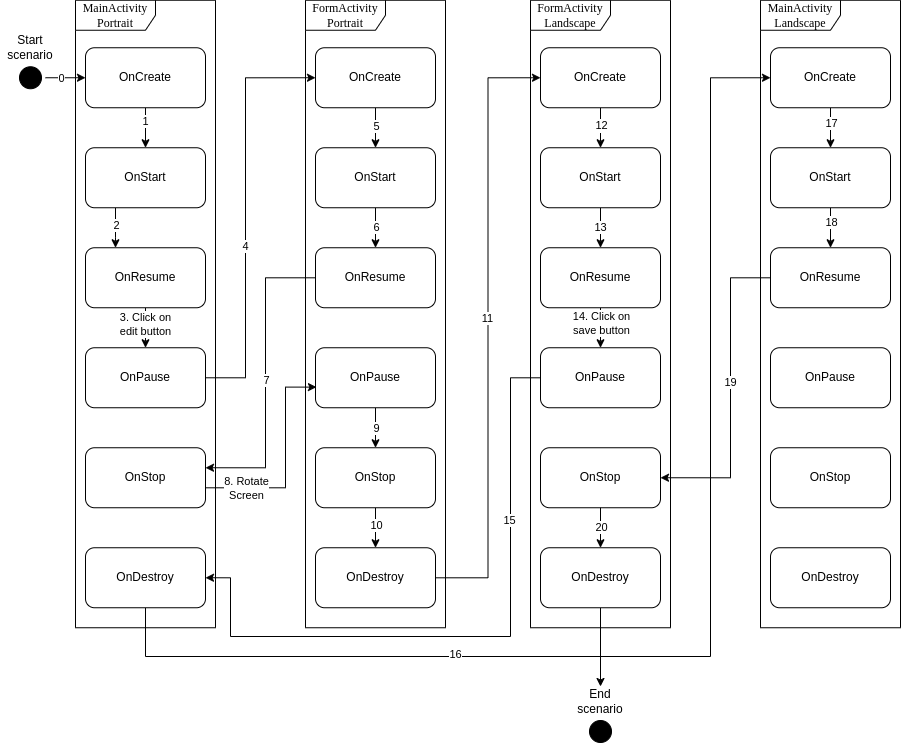 Start
scenario
0
MainActivity
Portrait
OnCreate
1
OnStart
2
OnResume
3. Click on
edit button
OnPause
OnStop
OnDestroy
4
7
8. Rotate
Screen
FormActivity
Portrait
OnCreate
5
OnStart
6
OnResume
OnPause
9
OnStop
10
OnDestroy
11
15
16
FormActivity
Landscape
OnCreate
12
OnStart
13
OnResume
14. Click on
save button
OnPause
OnStop
20
OnDestroy
End
scenario
19
MainActivity
Landscape
OnCreate
17
OnStart
18
OnResume
OnPause
OnStop
OnDestroy